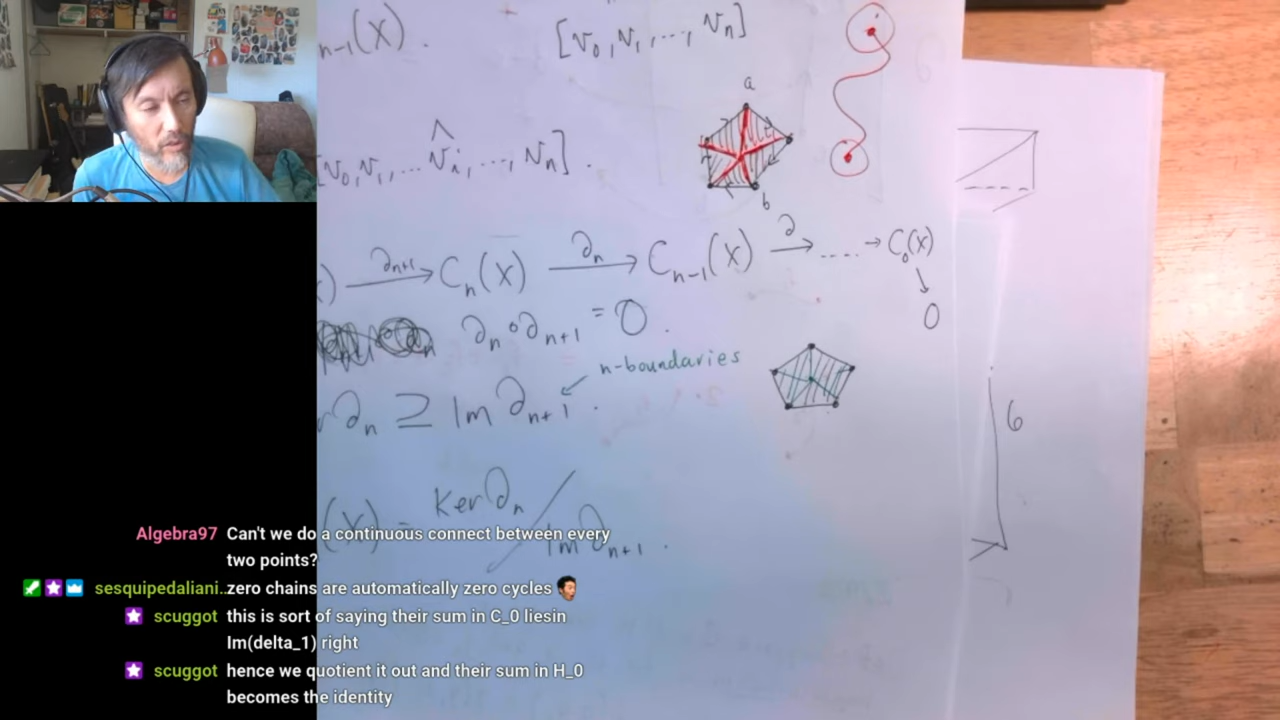 n-1(X).
[v₀, v₁, ..., vₙ]
a
[v₀, v₁, ... v̂ᵢ, ..., vₙ].
b
) ∂ₙ₊₁→ Cₙ(X) ∂ₙ→ Cₙ₋₁(X) ∂→ .... → C₀(X)
↓
0
∂ₙ∘∂ₙ₊₁ = 0.
n-boundaries
∂ₙ ⊇ Im ∂ₙ₊₁.
6
(X) = Ker ∂ₙ / Im ∂ₙ₊₁.
Algebra97 Can't we do a continuous connect between every
two points?
sesquipedaliani.. zero chains are automatically zero cycles
scuggot this is sort of saying their sum in C_0 liesin
Im(delta_1) right
scuggot hence we quotient it out and their sum in H_0
becomes the identity